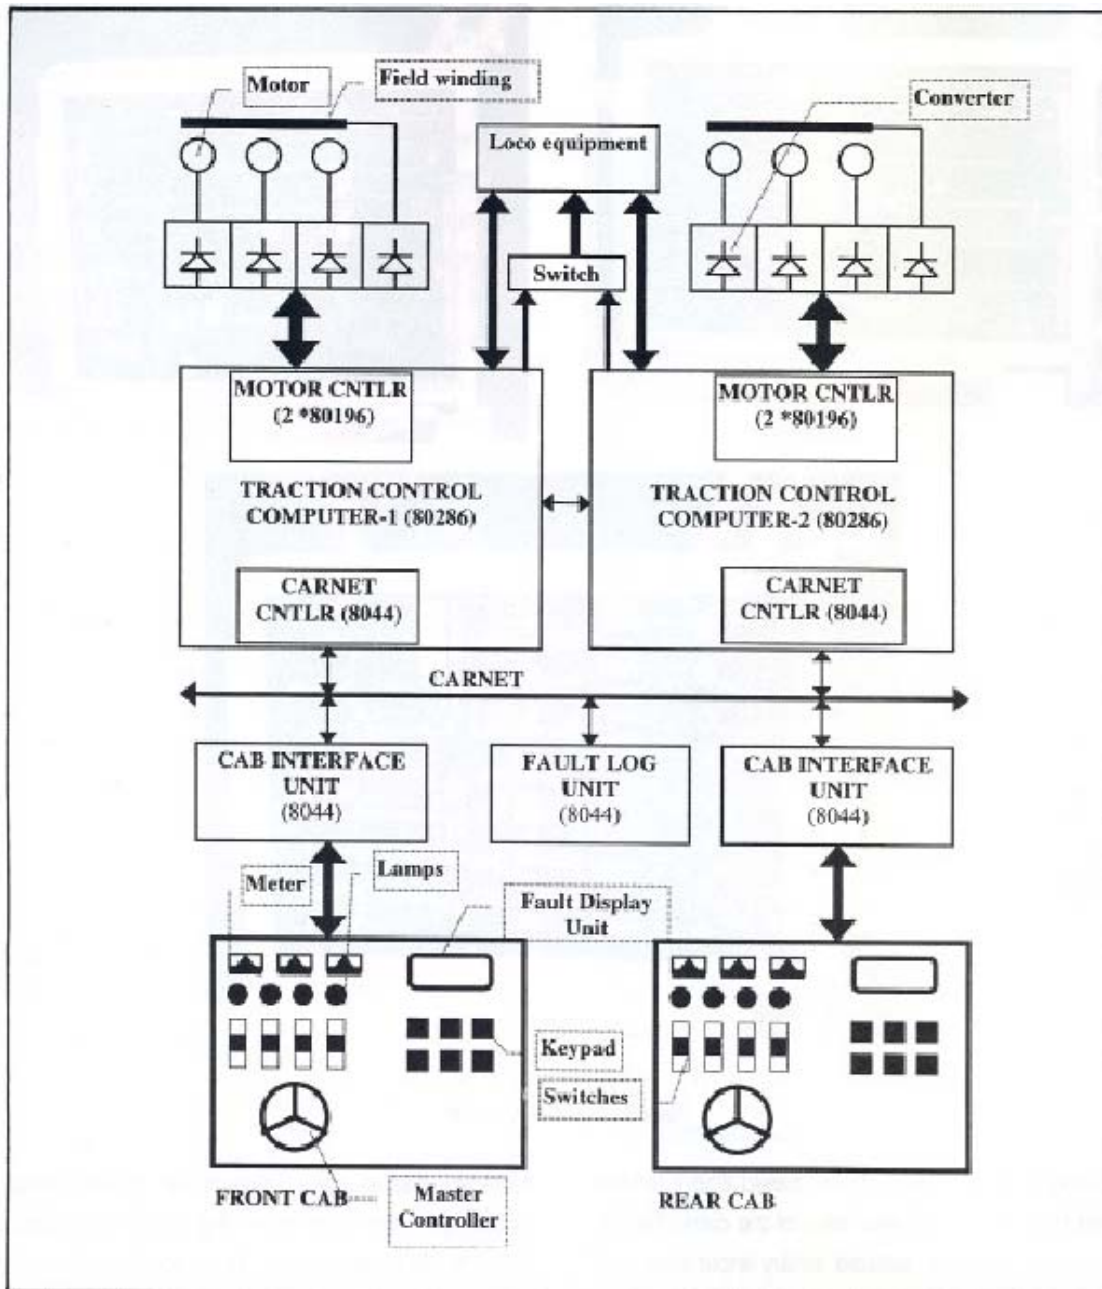 Motor
Field winding
Converter
Loco equipment
Switch
MOTOR CNTLR
(2 *80196)
MOTOR CNTLR
(2 *80196)
TRACTION CONTROL
COMPUTER-1 (80286)
TRACTION CONTROL
COMPUTER-2 (80286)
CARNET
CNTLR (8044)
CARNET
CNTLR (8044)
CARNET
CAB INTERFACE
UNIT
(8044)
FAULT LOG
UNIT
(8044)
CAB INTERFACE
UNIT
(8044)
Meter
Lamps
Fault Display
Unit
Keypad
Switches
FRONT CAB
Master
Controller
REAR CAB